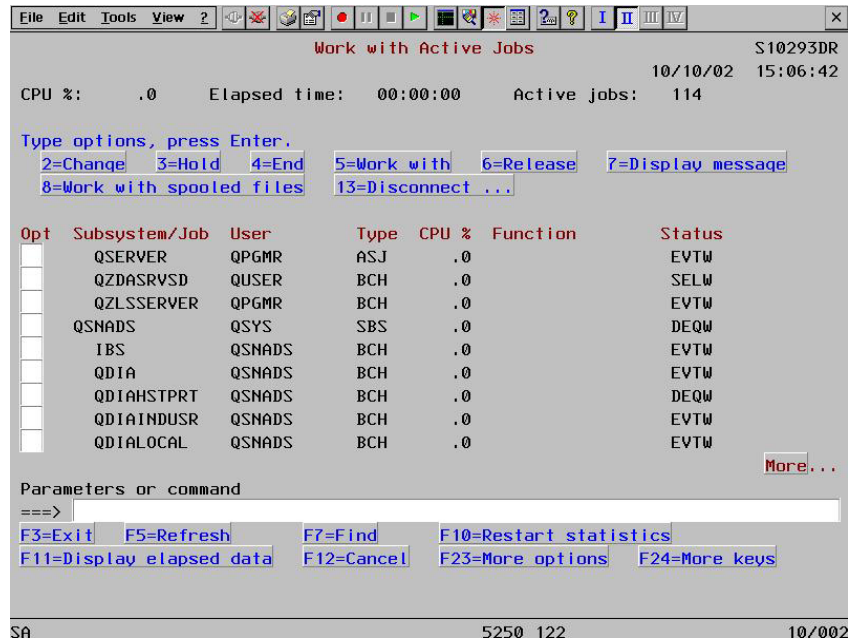 File Edit Tools View ? I II III IV
Work with Active Jobs S10293DR
10/10/02 15:06:42
CPU %: .0 Elapsed time: 00:00:00 Active jobs: 114
Type options, press Enter.
2=Change 3=Hold 4=End 5=Work with 6=Release 7=Display message
8=Work with spooled files 13=Disconnect ...
Opt Subsystem/Job User Type CPU % Function Status
QSERVER QPGMR ASJ .0 EVTW
QZDASRVSD QUSER BCH .0 SELW
QZLSSERVER QPGMR BCH .0 EVTW
QSNADS QSYS SBS .0 DEQW
IBS QSNADS BCH .0 EVTW
QDIA QSNADS BCH .0 EVTW
QDIAHSTPRT QSNADS BCH .0 DEQW
QDIAINDUSR QSNADS BCH .0 EVTW
QDIALOCAL QSNADS BCH .0 EVTW
More...
Parameters or command
===>
F3=Exit F5=Refresh F7=Find F10=Restart statistics
F11=Display elapsed data F12=Cancel F23=More options F24=More keys
SA 5250 122 10/002